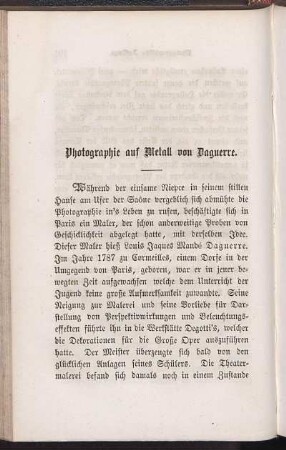 Photographie auf Metall von Daguerre.
Während der einsame Niepce in seinem stillen
Hause am Ufer der Saône vergeblich sich abmühte die
Photographie in's Leben zu rufen, beschäftigte sich in
Paris ein Maler, der schon anderweitige Proben von
Geschicklichkeit abgelegt hatte, mit derselben Idee.
Dieser Maler hieß Louis Jaques Mandé Daguerre.
Im Jahre 1787 zu Cormeilles, einem Dorfe in der
Umgegend von Paris, geboren, war er in jener be-
wegten Zeit aufgewachsen welche dem Unterricht der
Jugend keine große Aufmerksamkeit zuwandte. Seine
Neigung zur Malerei und seine Vorliebe für Dar-
stellung von Perspektivwirkungen und Beleuchtungs-
effekten führte ihn in die Werkstätte Degotti's, welcher
die Dekorationen für die Große Oper auszuführen
hatte. Der Meister überzeugte sich bald von den
glücklichen Anlagen seines Schülers. Die Theater-
malerei befand sich damals noch in einem Zustande